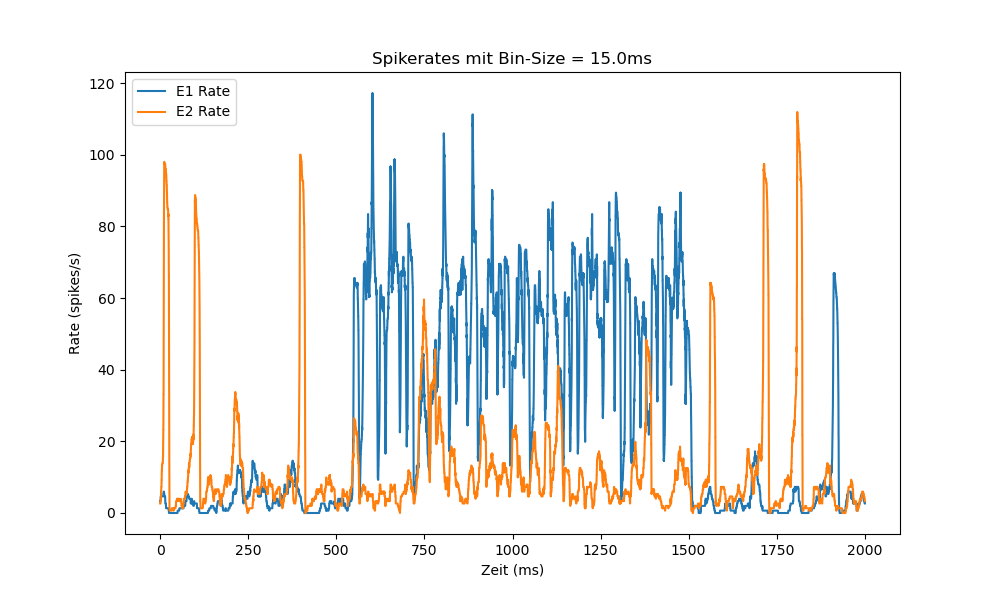 Spikerates mit Bin-Size = 15.0ms
E1 Rate
E2 Rate
120
100
80
60
40
20
0
Rate (spikes/s)
0 250 500 750 1000 1250 1500 1750 2000
Zeit (ms)